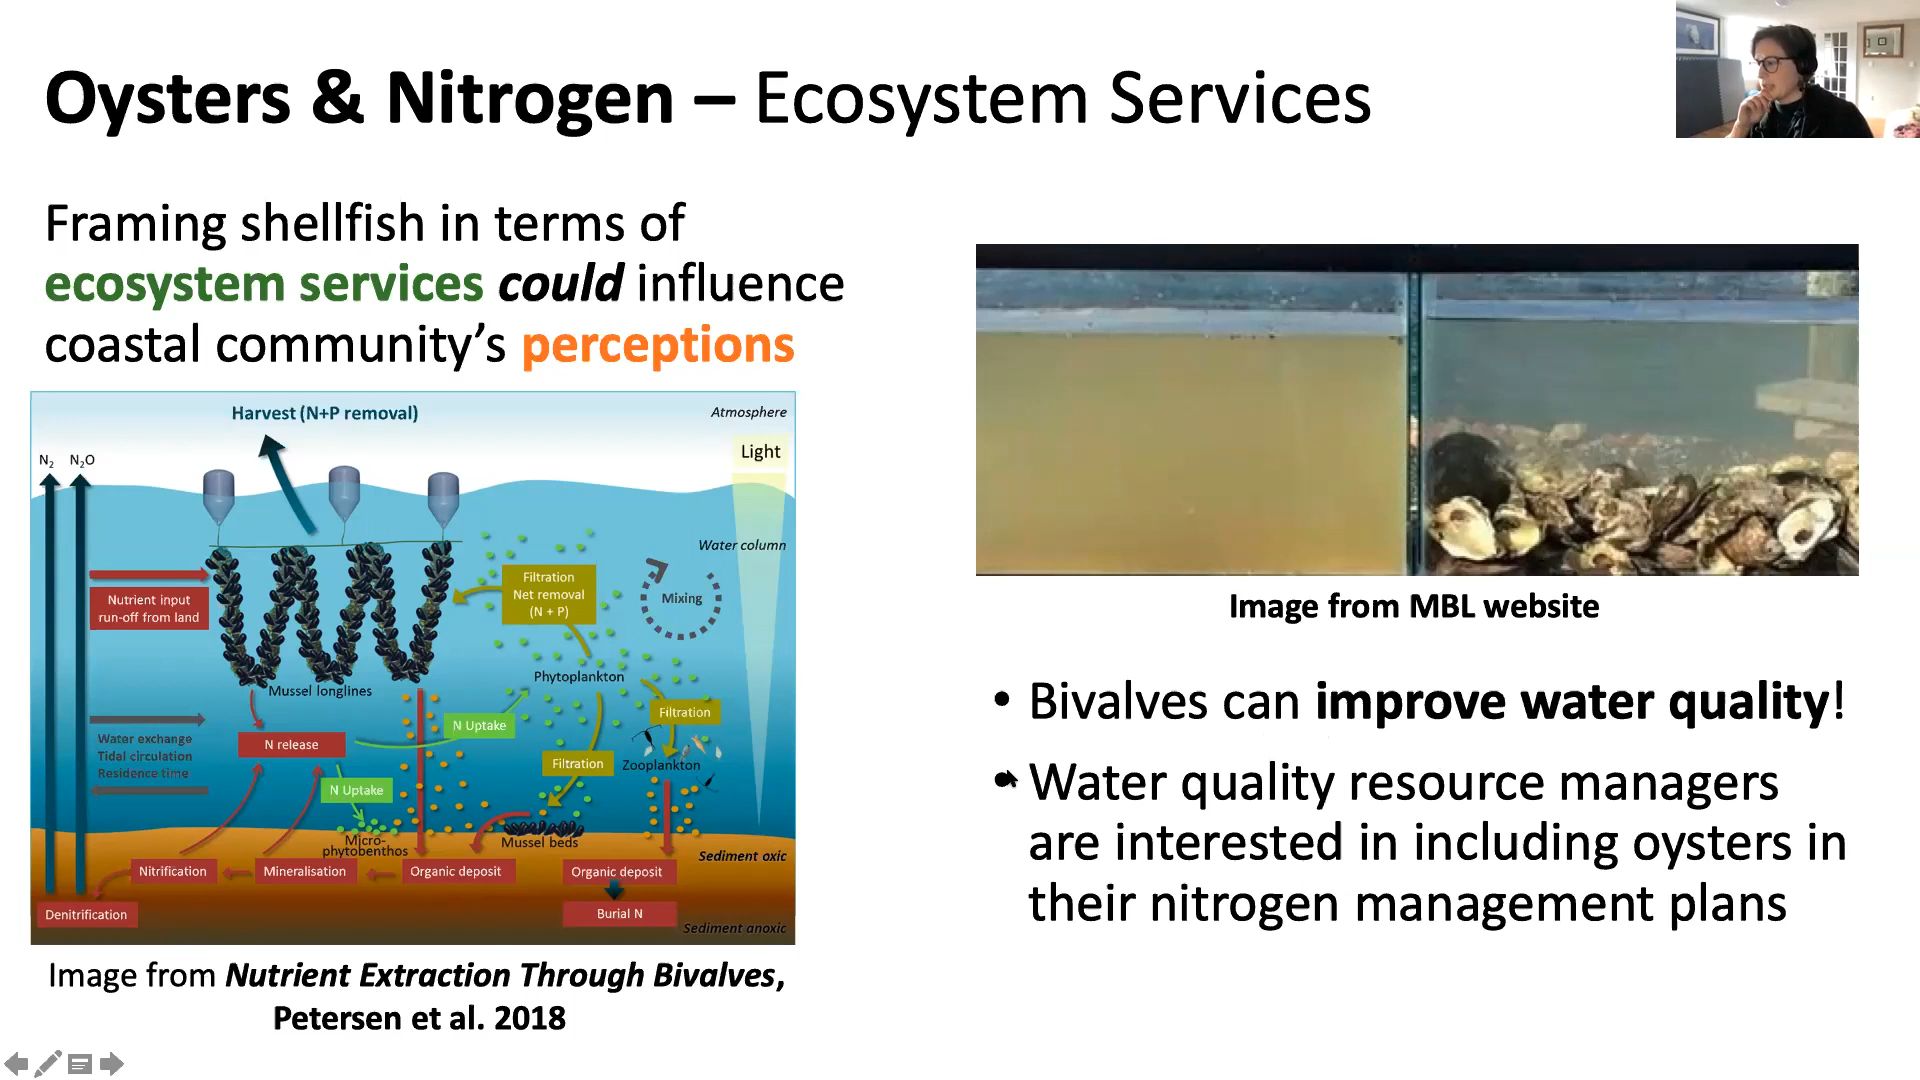 Oysters & Nitrogen – Ecosystem Services
Framing shellfish in terms of
ecosystem services could influence
coastal community’s perceptions
Harvest (N+P removal)
Atmosphere
Light
N2 N2O
Water column
Filtration
Net removal
(N + P)
Mixing
Nutrient input
run-off from land
Phytoplankton
Mussel longlines
Filtration
N Uptake
Water exchange
Tidal circulation
Residence time
N release
Filtration
Zooplankton
N Uptake
Micro-
phytobenthos
Mussel beds
Sediment oxic
Nitrification
Mineralisation
Organic deposit
Organic deposit
Denitrification
Burial N
Sediment anoxic
Image from Nutrient Extraction Through Bivalves,
Petersen et al. 2018
Image from MBL website
• Bivalves can improve water quality!
• Water quality resource managers
are interested in including oysters in
their nitrogen management plans